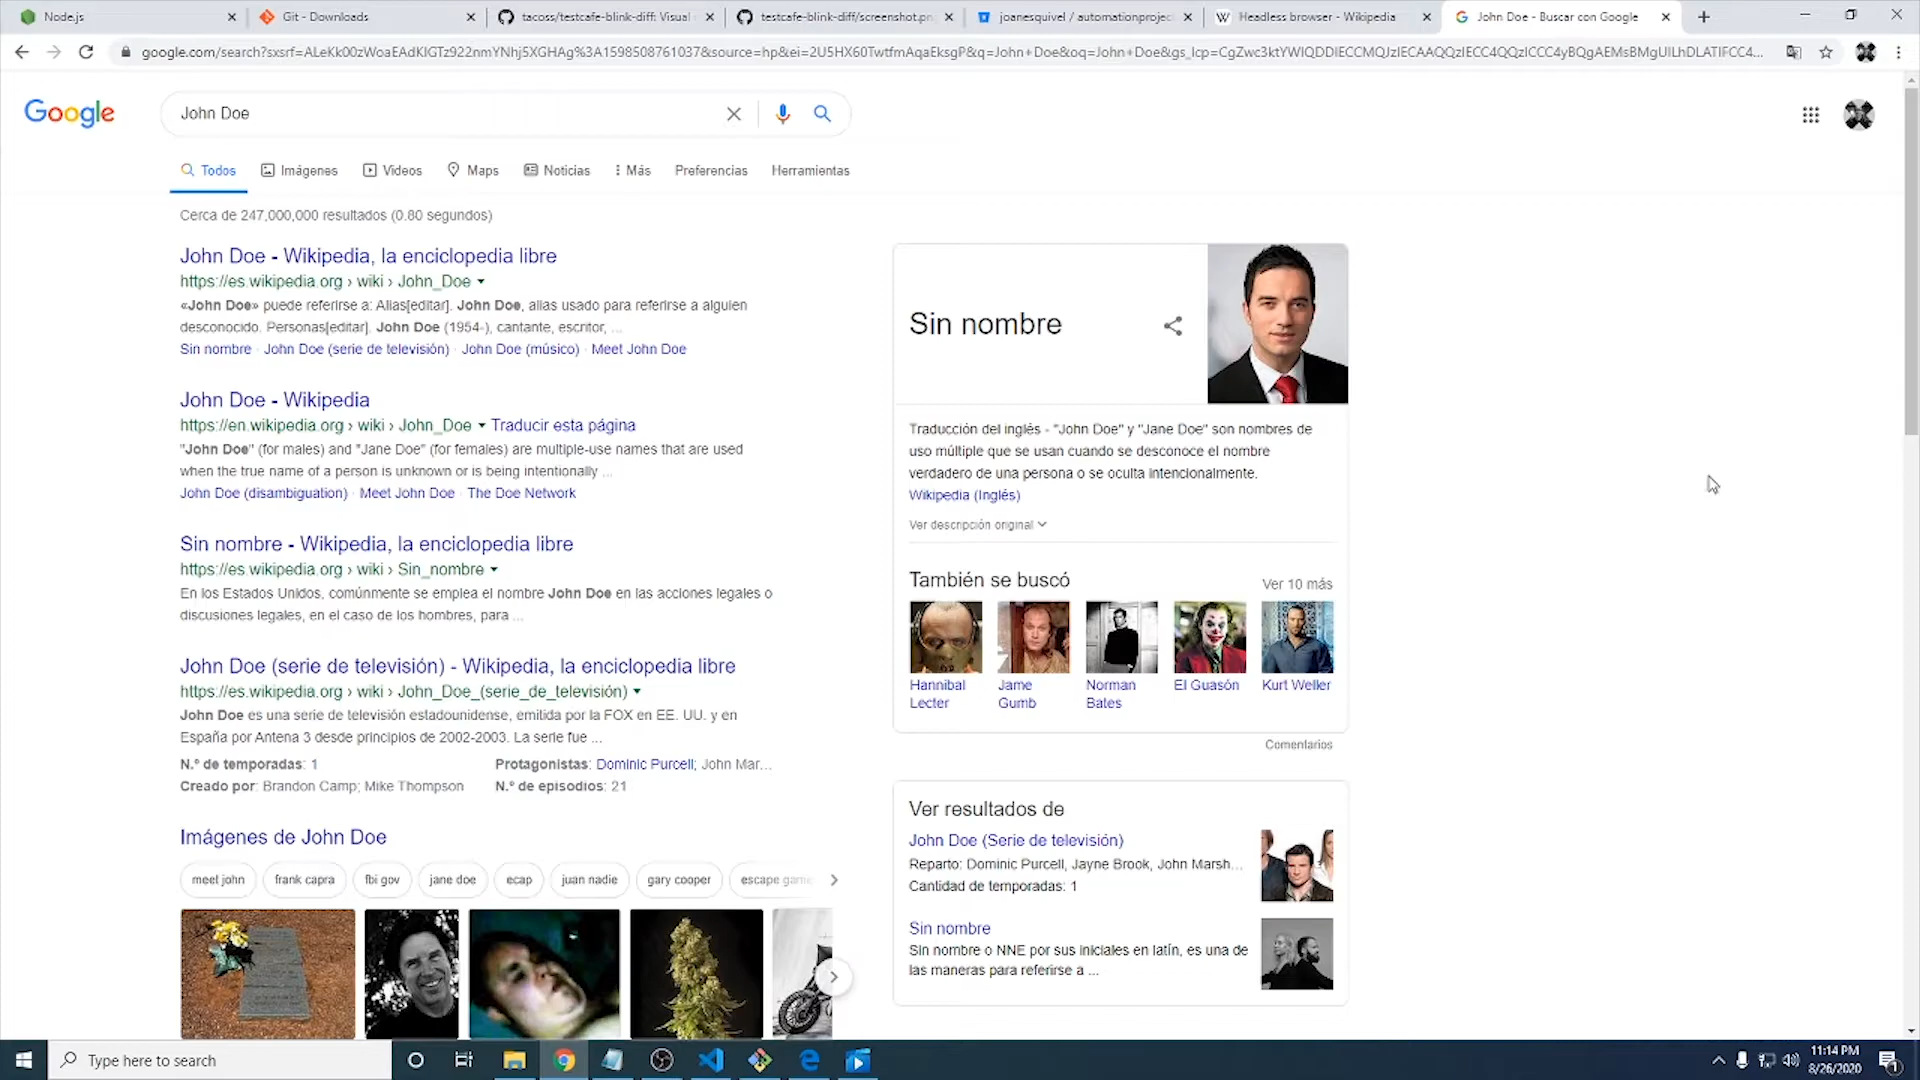 Node.js
Git - Downloads
tacoss/testcafe-blink-diff: Visual
testcafe-blink-diff/screenshot.pn
joanesquivel / automationprojec
Headless browser - Wikipedia
John Doe - Buscar con Google
Google
John Doe
Todos
Imágenes
Videos
Maps
Noticias
Más
Preferencias
Herramientas
Cerca de 247,000,000 resultados (0.80 segundos)
John Doe - Wikipedia, la enciclopedia libre
https://es.wikipedia.org › wiki › John_Doe
«John Doe» puede referirse a: Alias[editar]. John Doe, alias usado para referirse a alguien
desconocido. Personas[editar]. John Doe (1954-), cantante, escritor, ...
Sin nombre · John Doe (serie de televisión) · John Doe (músico) · Meet John Doe
John Doe - Wikipedia
https://en.wikipedia.org › wiki › John_Doe Traducir esta página
"John Doe" (for males) and "Jane Doe" (for females) are multiple-use names that are used
when the true name of a person is unknown or is being intentionally ...
John Doe (disambiguation) · Meet John Doe · The Doe Network
Sin nombre - Wikipedia, la enciclopedia libre
https://es.wikipedia.org › wiki › Sin_nombre
En los Estados Unidos, comúnmente se emplea el nombre John Doe en las acciones legales o
discusiones legales, en el caso de los hombres, para ...
John Doe (serie de televisión) - Wikipedia, la enciclopedia libre
https://es.wikipedia.org › wiki › John_Doe_(serie_de_televisión)
John Doe es una serie de televisión estadounidense, emitida por la FOX en EE. UU. y en
España por Antena 3 desde principios de 2002-2003. La serie fue ...
N.º de temporadas: 1
Protagonistas: Dominic Purcell; John Mar...
Creado por: Brandon Camp; Mike Thompson
N.º de episodios: 21
Imágenes de John Doe
meet john
frank capra
fbi gov
jane doe
ecap
juan nadie
gary cooper
escape game
Sin nombre
Traducción del inglés - "John Doe" y "Jane Doe" son nombres de
uso múltiple que se usan cuando se desconoce el nombre
verdadero de una persona o se oculta intencionalmente.
Wikipedia (Inglés)
Ver descripción original
También se buscó
Ver 10 más
Hannibal
Lecter
Jame
Gumb
Norman
Bates
El Guasón
Kurt Weller
Comentarios
Ver resultados de
John Doe (Serie de televisión)
Reparto: Dominic Purcell, Jayne Brook, John Marsh...
Cantidad de temporadas: 1
Sin nombre
Sin nombre o NNE por sus iniciales en latín, es una de
las maneras para referirse a ...
Type here to search
11:14 PM
8/26/2020
1